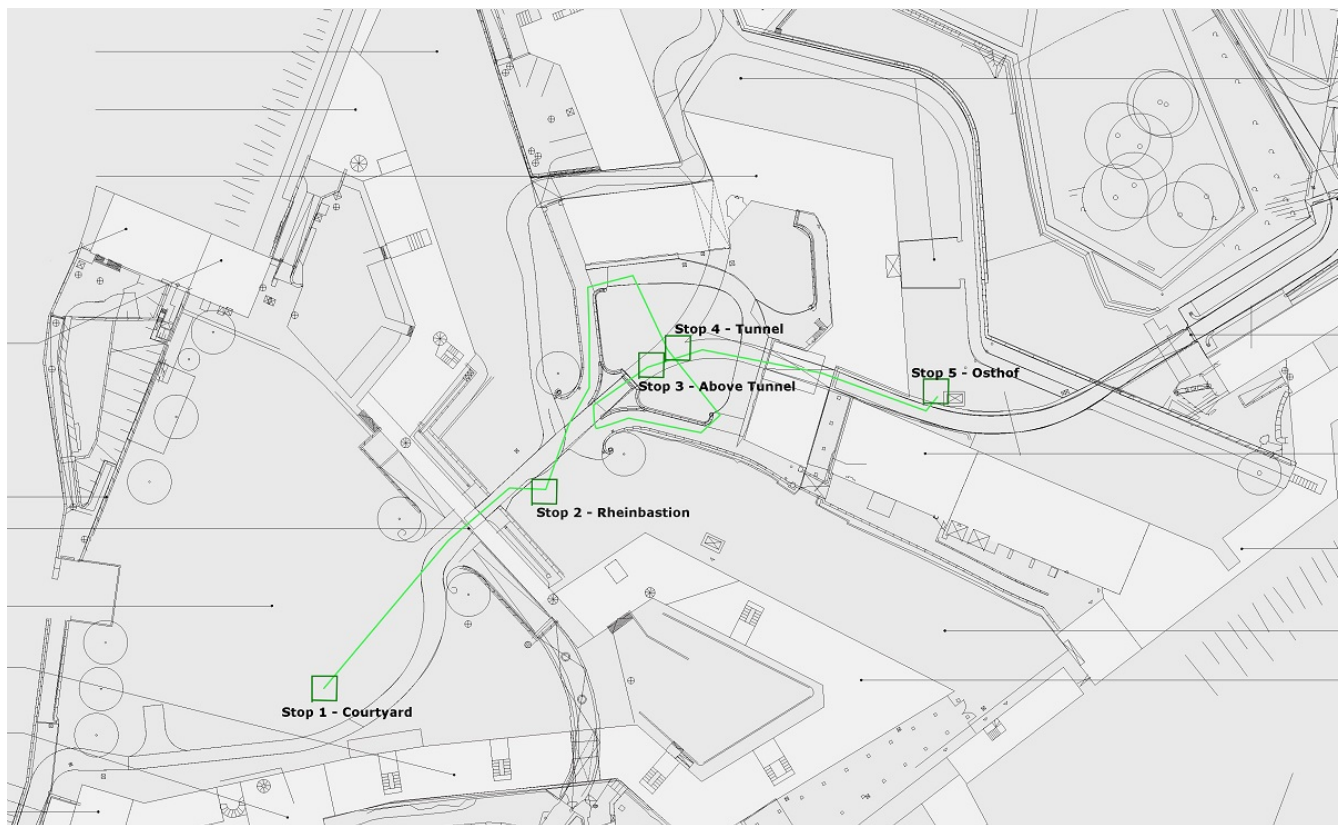 Stop 4 - Tunnel
Stop 5 - Osthof
Stop 3 - Above Tunnel
Stop 2 - Rheinbastion
Stop 1 - Courtyard